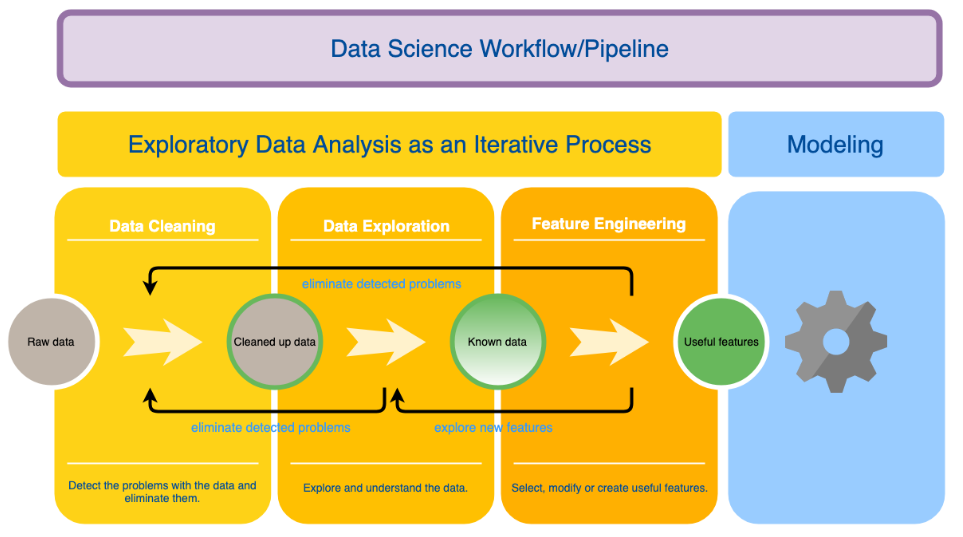 Data Science Workflow/Pipeline
Exploratory Data Analysis as an Iterative Process
Modeling
Data Cleaning
Data Exploration
Feature Engineering
eliminate detected problems
Raw data
Cleaned up data
Known data
Useful features
eliminate detected problems
explore new features
Detect the problems with the data and
eliminate them.
Explore and understand the data.
Select, modify or create useful features.